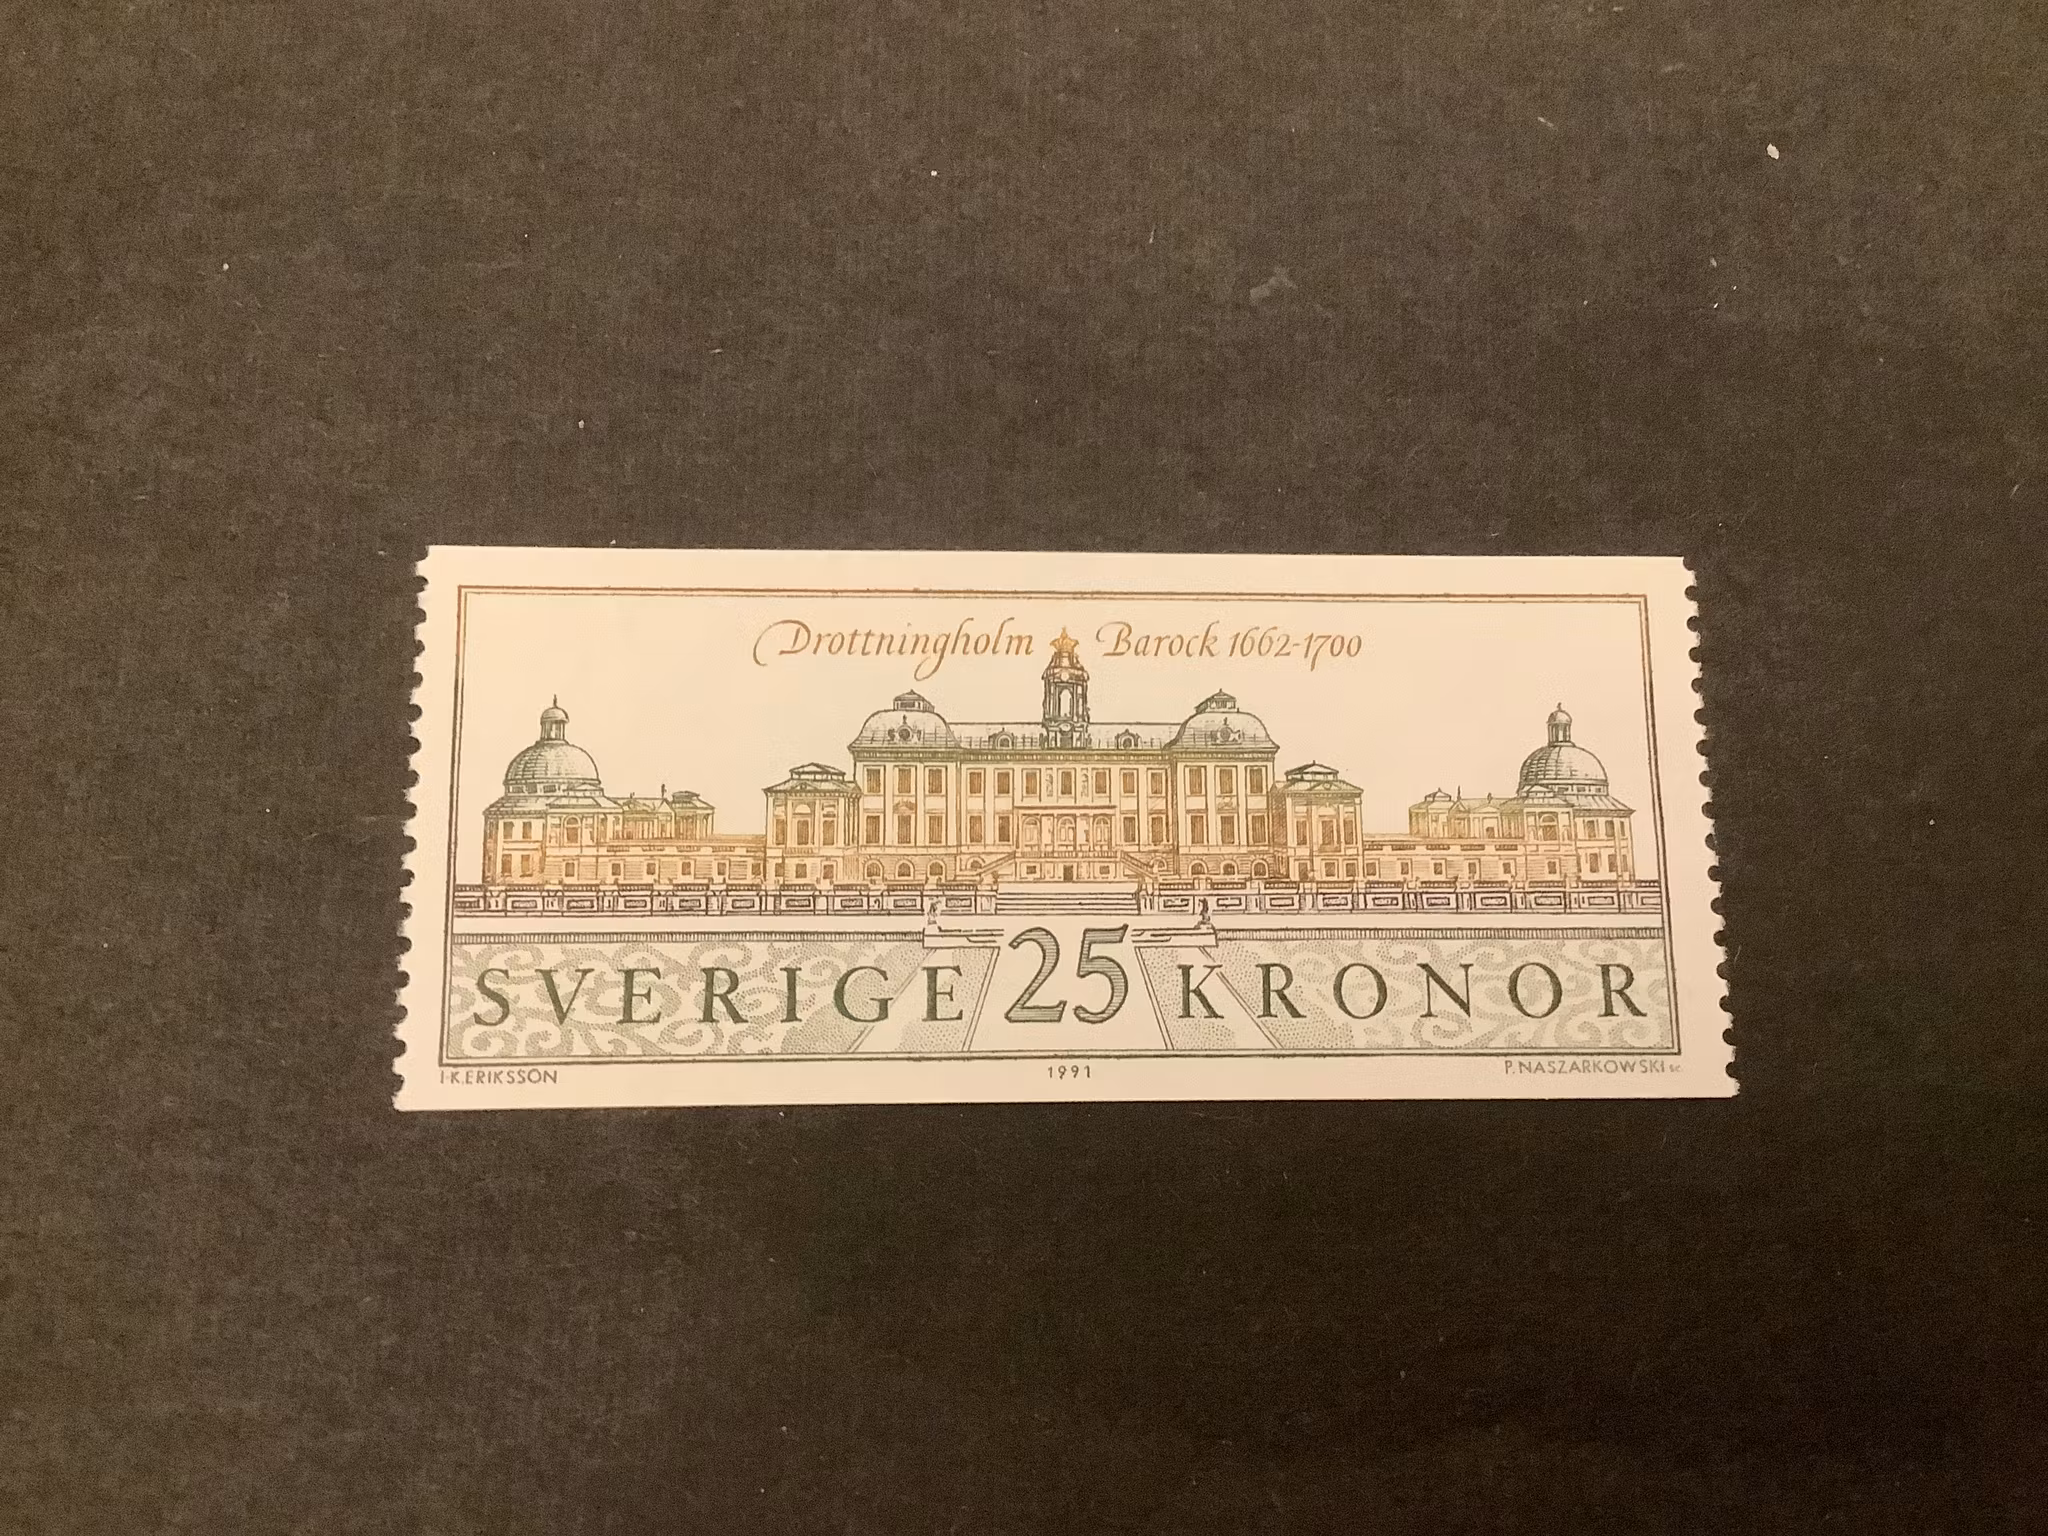 Drottningholm Barock 1662-1700
SVERIGE 25 KRONOR
I-K.ERIKSSON 1991 P.NASZARKOWSKI sc.